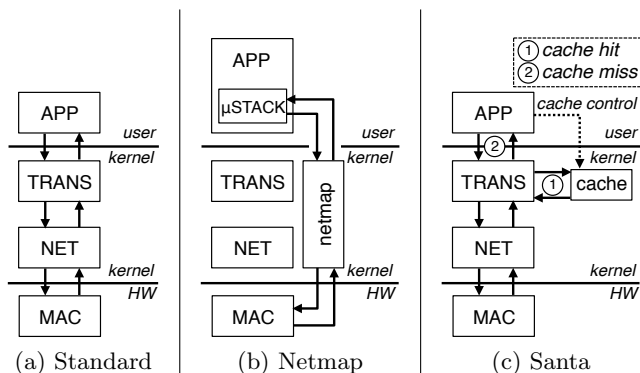 APP
user
kernel
TRANS
NET
kernel
HW
MAC
(a) Standard
APP
µSTACK
user
kernel
TRANS
netmap
NET
kernel
HW
MAC
(b) Netmap
1 cache hit
2 cache miss
APP
cache control
user
2
kernel
TRANS
1
cache
NET
kernel
HW
MAC
(c) Santa